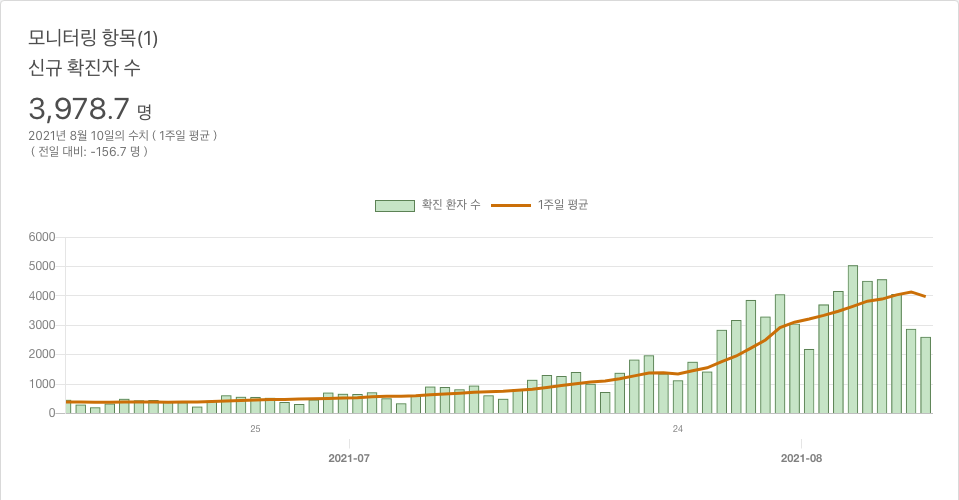 모니터링 항목(1)
신규 확진자 수
3,978.7 명
2021년 8월 10일의 수치 ( 1주일 평균 )
( 전일 대비: -156.7 명 )
확진 환자 수 1주일 평균
6000
5000
4000
3000
2000
1000
0
25 24
2021-07 2021-08